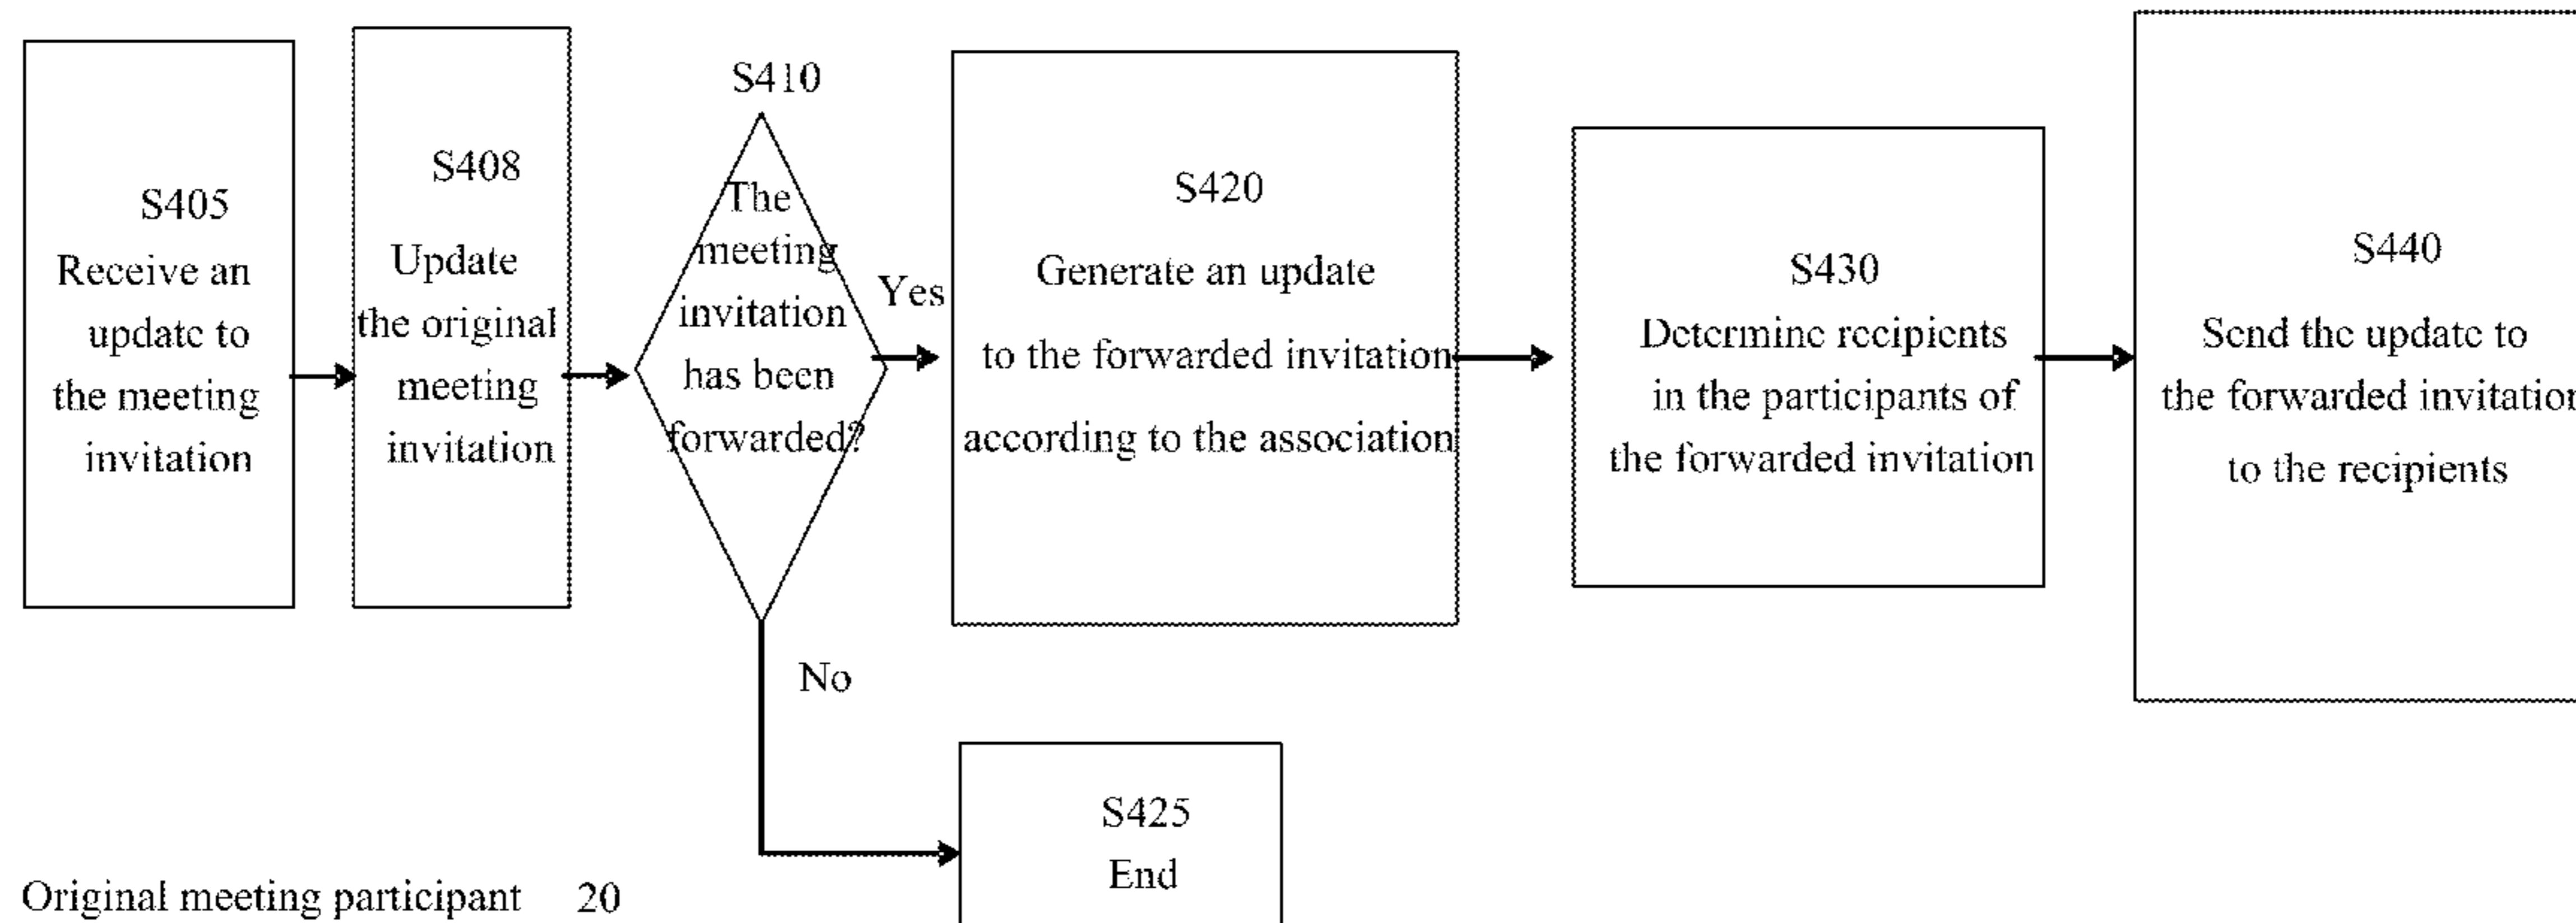 S405
Receive an
update to
the meeting
invitation
S408
Update
the original
meeting
invitation
S410
The
meeting
invitation
has been
forwarded?
Yes
No
S420
Generate an update
to the forwarded invitation
according to the association
S425
End
S430
Determine recipients
in the participants of
the forwarded invitation
S440
Send the update to
the forwarded invitation
to the recipients
Original meeting participant 20